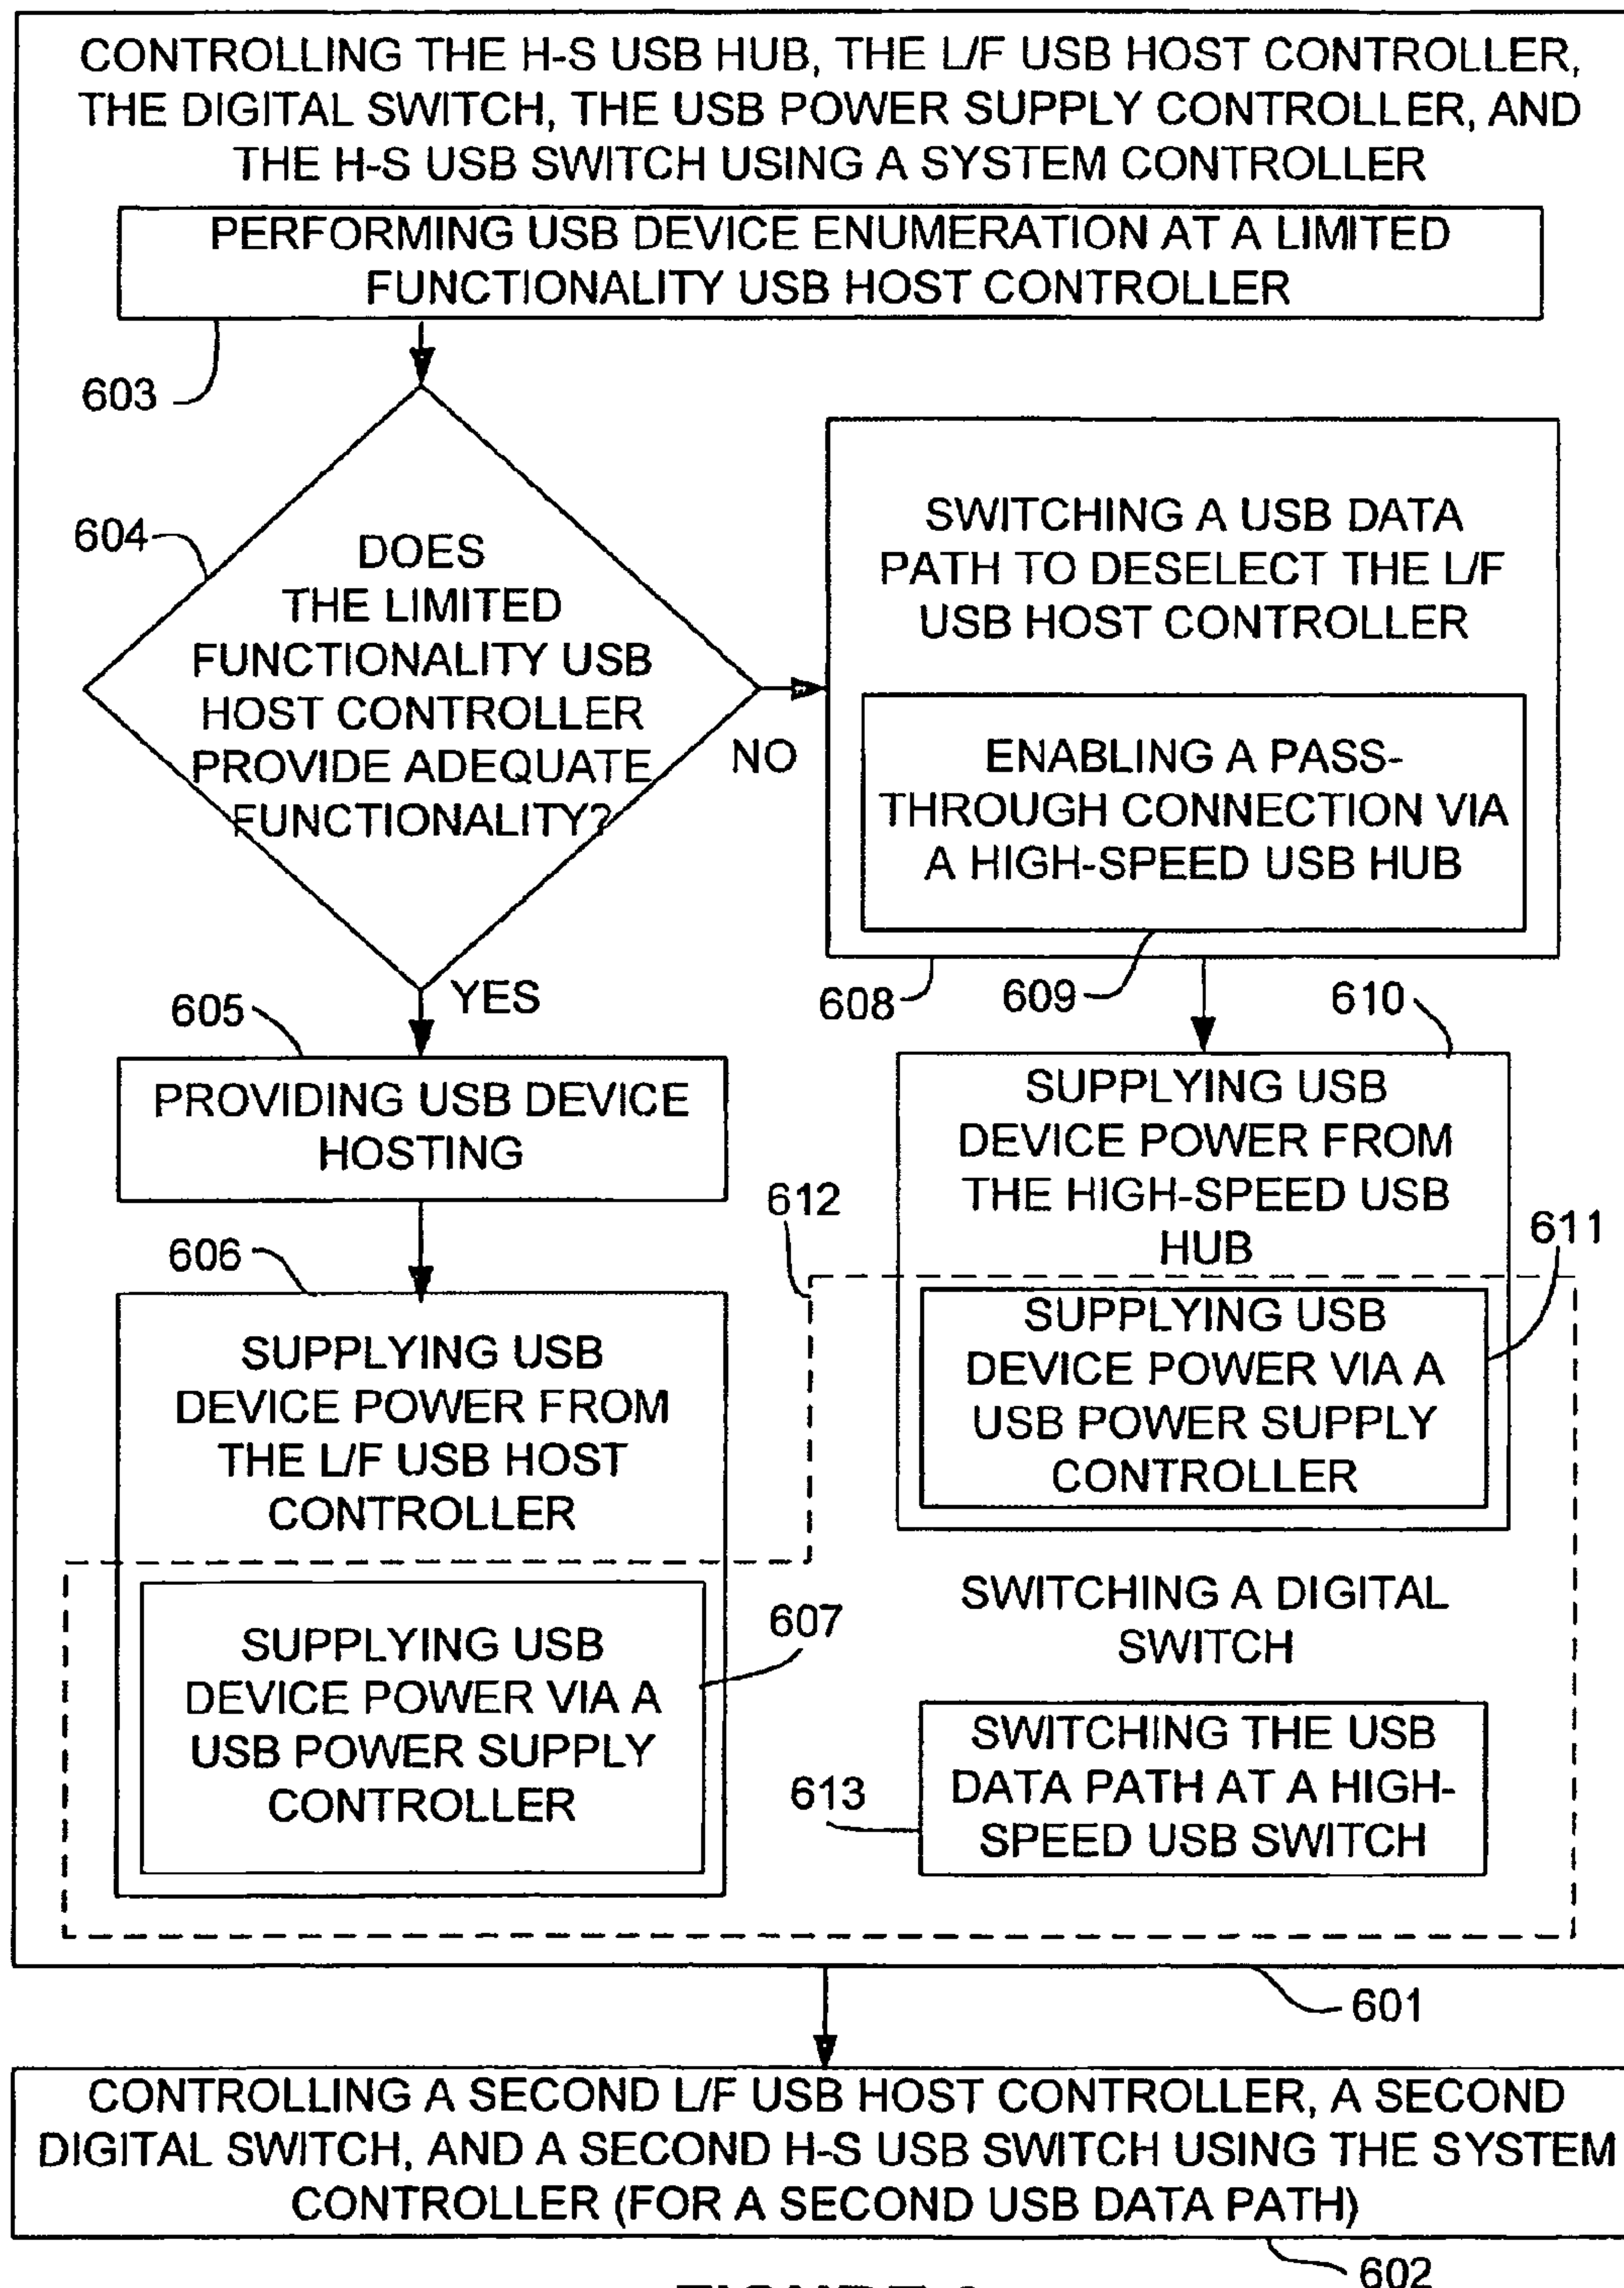 CONTROLLING THE H-S USB HUB, THE L/F USB HOST CONTROLLER,
THE DIGITAL SWITCH, THE USB POWER SUPPLY CONTROLLER, AND
THE H-S USB SWITCH USING A SYSTEM CONTROLLER
PERFORMING USB DEVICE ENUMERATION AT A LIMITED
FUNCTIONALITY USB HOST CONTROLLER
603
604
DOES
THE LIMITED
FUNCTIONALITY USB
HOST CONTROLLER
PROVIDE ADEQUATE
FUNCTIONALITY?
NO
YES
SWITCHING A USB DATA
PATH TO DESELECT THE L/F
USB HOST CONTROLLER
ENABLING A PASS-
THROUGH CONNECTION VIA
A HIGH-SPEED USB HUB
608
609
610
605
PROVIDING USB DEVICE
HOSTING
606
SUPPLYING USB
DEVICE POWER FROM
THE L/F USB HOST
CONTROLLER
SUPPLYING USB
DEVICE POWER VIA A
USB POWER SUPPLY
CONTROLLER
607
612
SUPPLYING USB
DEVICE POWER FROM
THE HIGH-SPEED USB
HUB
611
SUPPLYING USB
DEVICE POWER VIA A
USB POWER SUPPLY
CONTROLLER
SWITCHING A DIGITAL
SWITCH
613
SWITCHING THE USB
DATA PATH AT A HIGH-
SPEED USB SWITCH
601
CONTROLLING A SECOND L/F USB HOST CONTROLLER, A SECOND
DIGITAL SWITCH, AND A SECOND H-S USB SWITCH USING THE SYSTEM
CONTROLLER (FOR A SECOND USB DATA PATH)
602